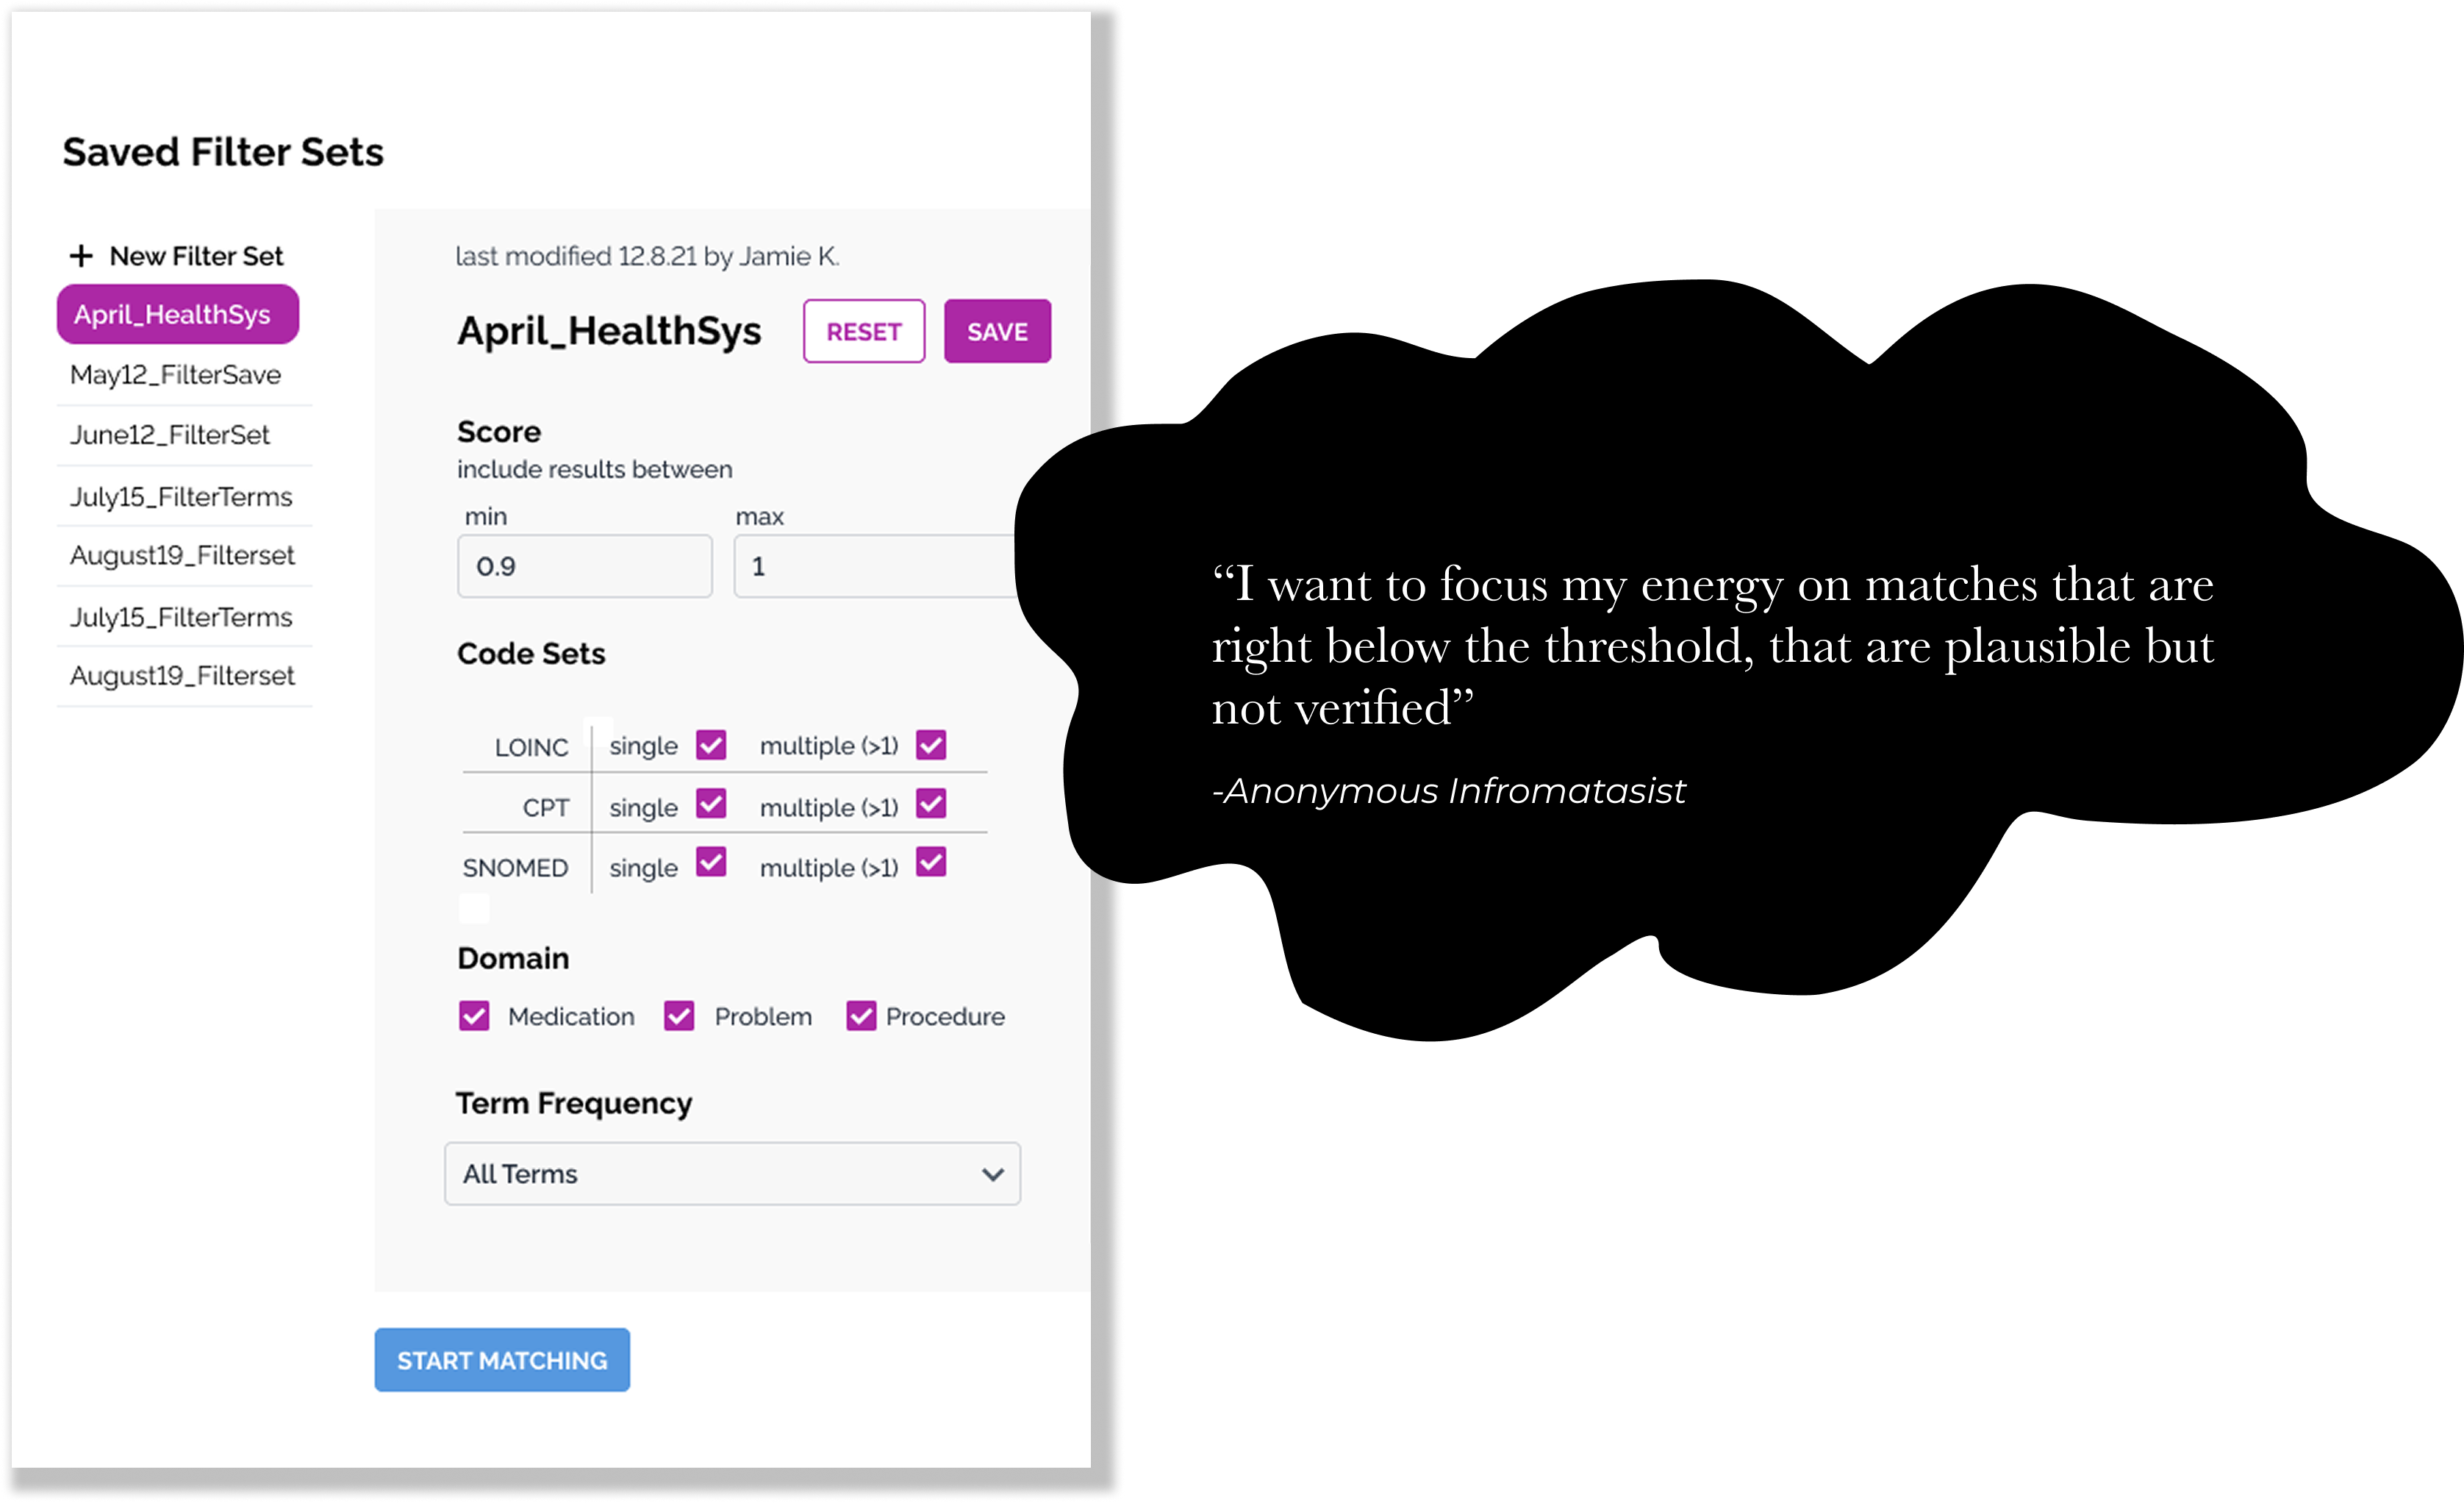 Saved Filter Sets
+ New Filter Set
April_HealthSys
May12_FilterSave
June12_FilterSet
July15_FilterTerms
August19_Filterset
July15_FilterTerms
August19_Filterset
last modified 12.8.21 by Jamie K.
April_HealthSys
RESET
SAVE
Score
include results between
min
max
0.9
1
Code Sets
LOINC single multiple (>1)
CPT single multiple (>1)
SNOMED single multiple (>1)
Domain
Medication Problem Procedure
Term Frequency
All Terms
START MATCHING
“I want to focus my energy on matches that are
right below the threshold, that are plausible but
not verified”
-Anonymous Infromatasist